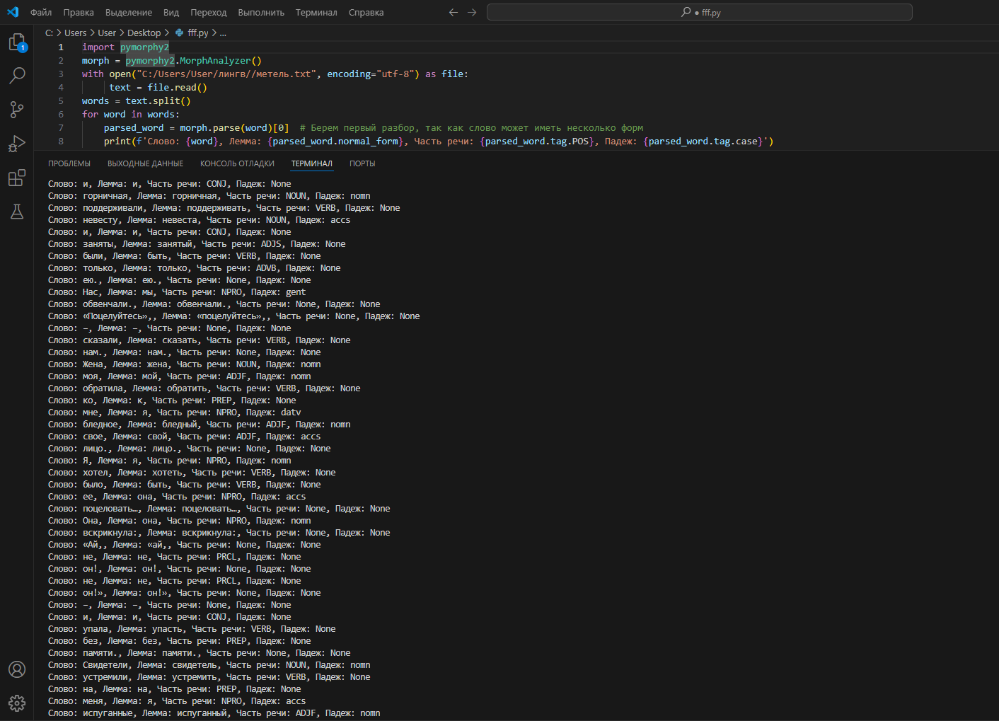 Файл Правка Выделение Вид Переход Выполнить Терминал Справка ● fff.py
1
C: > Users > User > Desktop > fff.py > ...
1 import pymorphy2
2 morph = pymorphy2.MorphAnalyzer()
3 with open("C:/Users/User/лингв//метель.txt", encoding="utf-8") as file:
4 text = file.read()
5 words = text.split()
6 for word in words:
7 parsed_word = morph.parse(word)[0] # Берем первый разбор, так как слово может иметь несколько форм
8 print(f'Слово: {word}, Лемма: {parsed_word.normal_form}, Часть речи: {parsed_word.tag.POS}, Падеж: {parsed_word.tag.case}')
ПРОБЛЕМЫ ВЫХОДНЫЕ ДАННЫЕ КОНСОЛЬ ОТЛАДКИ ТЕРМИНАЛ ПОРТЫ
Слово: и, Лемма: и, Часть речи: CONJ, Падеж: None
Слово: горничная, Лемма: горничная, Часть речи: NOUN, Падеж: nomn
Слово: поддерживали, Лемма: поддерживать, Часть речи: VERB, Падеж: None
Слово: невесту, Лемма: невеста, Часть речи: NOUN, Падеж: accs
Слово: и, Лемма: и, Часть речи: CONJ, Падеж: None
Слово: заняты, Лемма: занятый, Часть речи: ADJS, Падеж: None
Слово: были, Лемма: быть, Часть речи: VERB, Падеж: None
Слово: только, Лемма: только, Часть речи: ADVB, Падеж: None
Слово: ею., Лемма: ею., Часть речи: None, Падеж: None
Слово: Нас, Лемма: мы, Часть речи: NPRO, Падеж: gent
Слово: обвенчали., Лемма: обвенчали., Часть речи: None, Падеж: None
Слово: «Поцелуйтесь»,, Лемма: «поцелуйтесь»,, Часть речи: None, Падеж: None
Слово: –, Лемма: –, Часть речи: None, Падеж: None
Слово: сказали, Лемма: сказать, Часть речи: VERB, Падеж: None
Слово: нам., Лемма: нам., Часть речи: None, Падеж: None
Слово: Жена, Лемма: жена, Часть речи: NOUN, Падеж: nomn
Слово: моя, Лемма: мой, Часть речи: ADJF, Падеж: nomn
Слово: обратила, Лемма: обратить, Часть речи: VERB, Падеж: None
Слово: ко, Лемма: к, Часть речи: PREP, Падеж: None
Слово: мне, Лемма: я, Часть речи: NPRO, Падеж: datv
Слово: бледное, Лемма: бледный, Часть речи: ADJF, Падеж: nomn
Слово: свое, Лемма: свой, Часть речи: ADJF, Падеж: accs
Слово: лицо., Лемма: лицо., Часть речи: None, Падеж: None
Слово: Я, Лемма: я, Часть речи: NPRO, Падеж: nomn
Слово: хотел, Лемма: хотеть, Часть речи: VERB, Падеж: None
Слово: было, Лемма: быть, Часть речи: VERB, Падеж: None
Слово: ее, Лемма: она, Часть речи: NPRO, Падеж: accs
Слово: поцеловать…, Лемма: поцеловать…, Часть речи: None, Падеж: None
Слово: Она, Лемма: она, Часть речи: NPRO, Падеж: nomn
Слово: вскрикнула:, Лемма: вскрикнула:, Часть речи: None, Падеж: None
Слово: «Ай,, Лемма: «ай,, Часть речи: None, Падеж: None
Слово: не, Лемма: не, Часть речи: PRCL, Падеж: None
Слово: он!, Лемма: он!, Часть речи: None, Падеж: None
Слово: не, Лемма: не, Часть речи: PRCL, Падеж: None
Слово: он!», Лемма: он!», Часть речи: None, Падеж: None
Слово: –, Лемма: –, Часть речи: None, Падеж: None
Слово: и, Лемма: и, Часть речи: CONJ, Падеж: None
Слово: упала, Лемма: упасть, Часть речи: VERB, Падеж: None
Слово: без, Лемма: без, Часть речи: PREP, Падеж: None
Слово: памяти., Лемма: памяти., Часть речи: None, Падеж: None
Слово: Свидетели, Лемма: свидетель, Часть речи: NOUN, Падеж: nomn
Слово: устремили, Лемма: устремить, Часть речи: VERB, Падеж: None
Слово: на, Лемма: на, Часть речи: PREP, Падеж: None
Слово: меня, Лемма: я, Часть речи: NPRO, Падеж: accs
Слово: испуганные, Лемма: испуганный, Часть речи: ADJF, Падеж: nomn